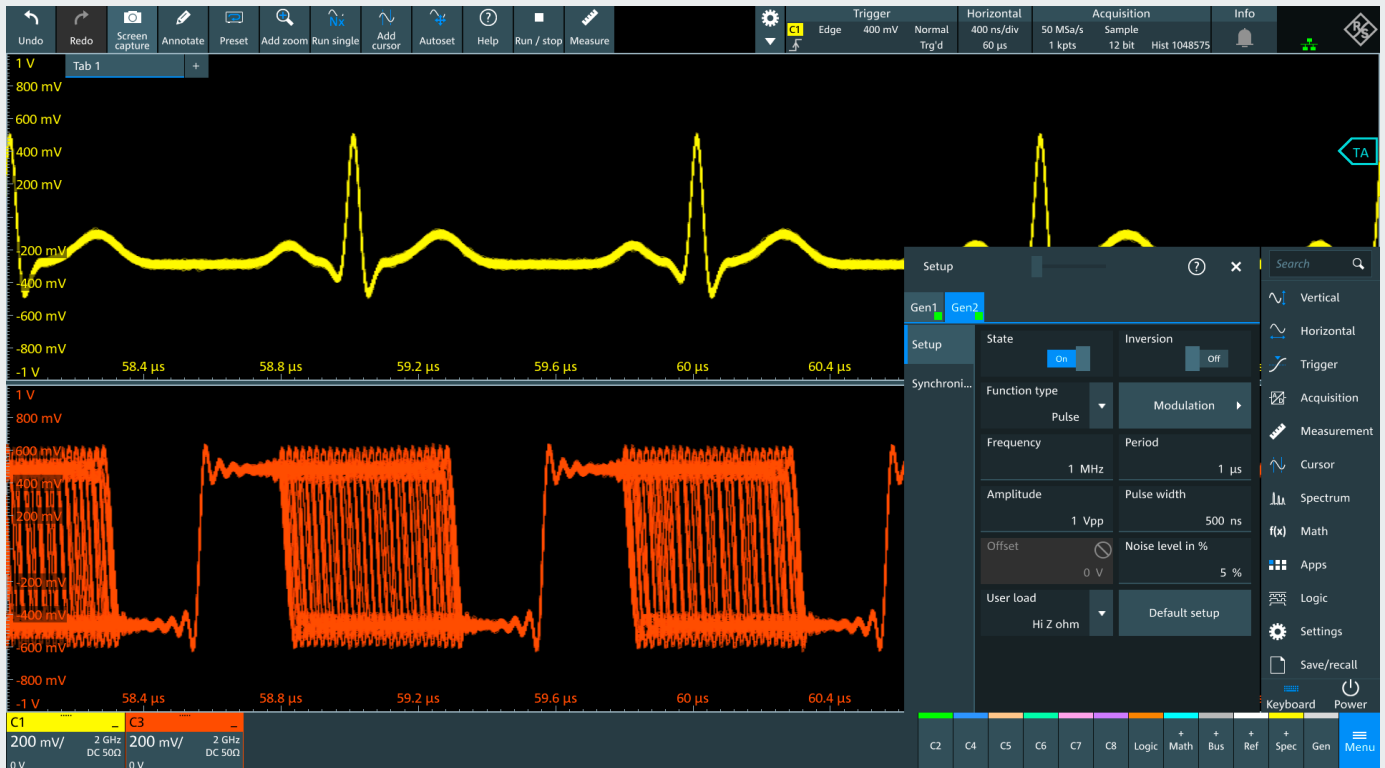 Undo
Redo
Screen capture
Annotate
Preset
Add zoom
Nx
Run single
Add cursor
Autoset
Help
Run / stop
Measure
C1
Trigger
Edge 400 mV Normal
Trg'd
Horizontal
400 ns/div
60 µs
Acquisition
50 MSa/s Sample
1 kpts 12 bit Hist 1048575
Info
R&S
Tab 1
+
1 V
800 mV
600 mV
400 mV
200 mV
-200 mV
-400 mV
-600 mV
-800 mV
-1 V
58.4 µs 58.8 µs 59.2 µs 59.6 µs 60 µs 60.4 µs
TA
1 V
800 mV
600 mV
400 mV
200 mV
-200 mV
-400 mV
-600 mV
-800 mV
-1 V
58.4 µs 58.8 µs 59.2 µs 59.6 µs 60 µs 60.4 µs
Setup
Gen1 Gen2
Setup
Synchroni...
State
On
Inversion
Off
Function type
Pulse
Modulation
Frequency
1 MHz
Period
1 µs
Amplitude
1 Vpp
Pulse width
500 ns
Offset
0 V
Noise level in %
5 %
User load
Hi Z ohm
Default setup
Search
Vertical
Horizontal
Trigger
Acquisition
Measurement
Cursor
Spectrum
f(x) Math
Apps
Logic
Settings
Save/recall
Keyboard Power
C1
200 mV/ 2 GHz
DC 50Ω
0 V
C3
200 mV/ 2 GHz
DC 50Ω
0 V
C2
C4
C5
C6
C7
C8
Logic
+ Math
+ Bus
+ Ref
+ Spec
Gen
Menu